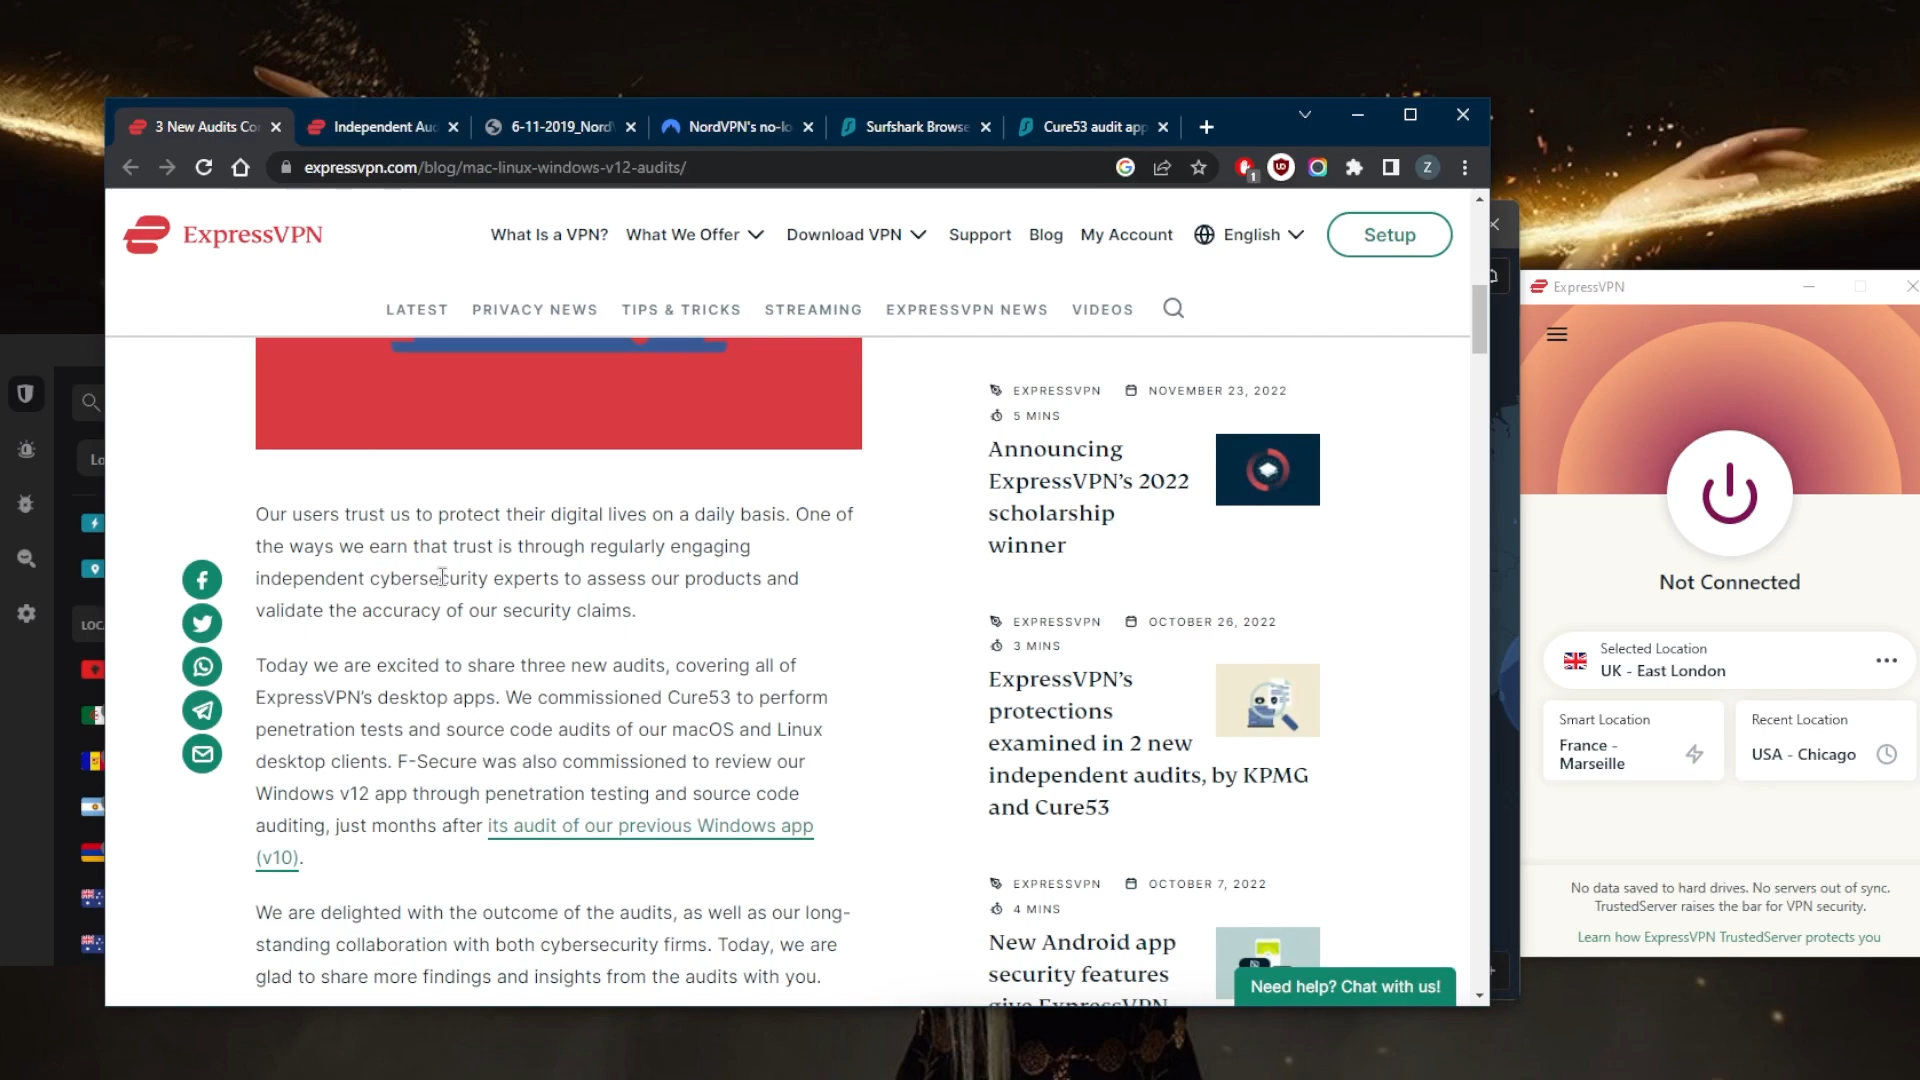 3 New Audits Co
Independent Auc
6-11-2019_Nord
NordVPN's no-lo
Surfshark Browse
Cure53 audit app
expressvpn.com/blog/mac-linux-windows-v12-audits/
1
Z
ExpressVPN
What Is a VPN?
What We Offer
Download VPN
Support
Blog
My Account
English
Setup
LATEST
PRIVACY NEWS
TIPS & TRICKS
STREAMING
EXPRESSVPN NEWS
VIDEOS
Our users trust us to protect their digital lives on a daily basis. One of
the ways we earn that trust is through regularly engaging
independent cybersecurity experts to assess our products and
validate the accuracy of our security claims.
Today we are excited to share three new audits, covering all of
ExpressVPN's desktop apps. We commissioned Cure53 to perform
penetration tests and source code audits of our macOS and Linux
desktop clients. F-Secure was also commissioned to review our
Windows v12 app through penetration testing and source code
auditing, just months after its audit of our previous Windows app
(v10).
We are delighted with the outcome of the audits, as well as our long-
standing collaboration with both cybersecurity firms. Today, we are
glad to share more findings and insights from the audits with you.
EXPRESSVPN NOVEMBER 23, 2022
5 MINS
Announcing
ExpressVPN's 2022
scholarship
winner
EXPRESSVPN OCTOBER 26, 2022
3 MINS
ExpressVPN's
protections
examined in 2 new
independent audits, by KPMG
and Cure53
EXPRESSVPN OCTOBER 7, 2022
4 MINS
New Android app
security features
give ExpressVPN
Need help? Chat with us!
Lo
LOC
ExpressVPN
Not Connected
Selected Location
UK - East London
Smart Location
France -
Marseille
Recent Location
USA - Chicago
No data saved to hard drives. No servers out of sync.
TrustedServer raises the bar for VPN security.
Learn how ExpressVPN TrustedServer protects you